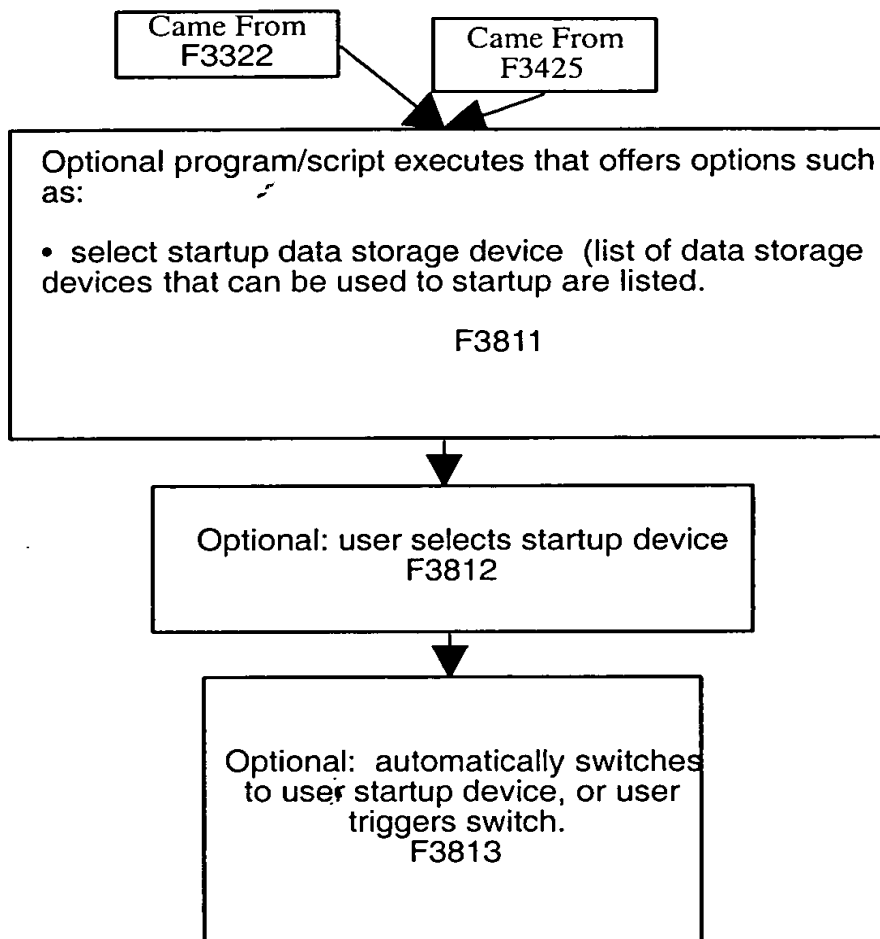 Came From
F3322
Came From
F3425
Optional program/script executes that offers options such
as:
• select startup data storage device (list of data storage
devices that can be used to startup are listed.
F3811
Optional: user selects startup device
F3812
Optional: automatically switches
to user startup device, or user
triggers switch.
F3813